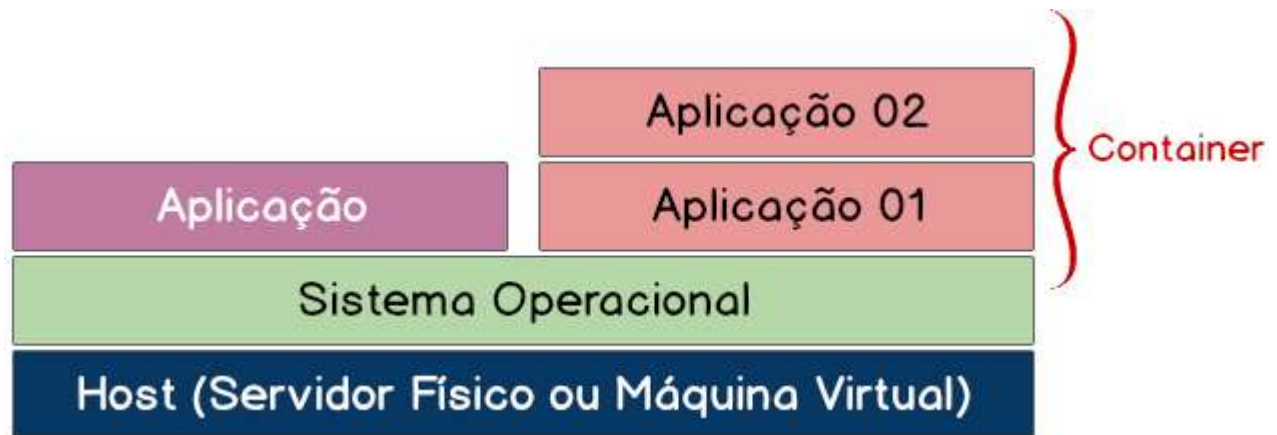 Aplicação 02
Container
Aplicação
Aplicação 01
Sistema Operacional
Host (Servidor Físico ou Máquina Virtual)